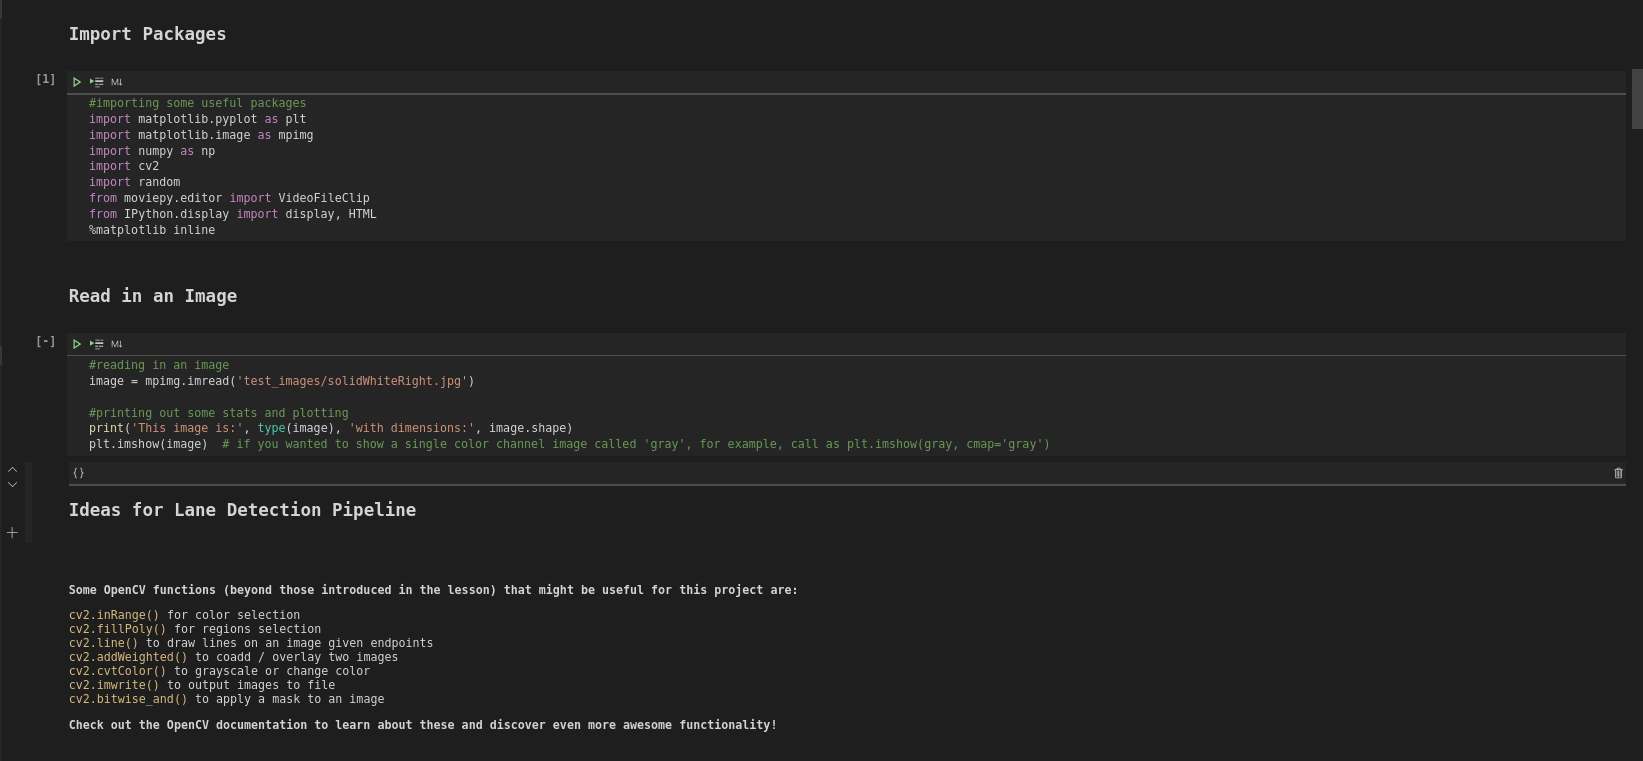 Import Packages
[1]
M↓
#importing some useful packages
import matplotlib.pyplot as plt
import matplotlib.image as mpimg
import numpy as np
import cv2
import random
from moviepy.editor import VideoFileClip
from IPython.display import display, HTML
%matplotlib inline
Read in an Image
[-]
M↓
#reading in an image
image = mpimg.imread('test_images/solidWhiteRight.jpg')
#printing out some stats and plotting
print('This image is:', type(image), 'with dimensions:', image.shape)
plt.imshow(image)  # if you wanted to show a single color channel image called 'gray', for example, call as plt.imshow(gray, cmap='gray')
{}
Ideas for Lane Detection Pipeline
Some OpenCV functions (beyond those introduced in the lesson) that might be useful for this project are:
cv2.inRange() for color selection
cv2.fillPoly() for regions selection
cv2.line() to draw lines on an image given endpoints
cv2.addWeighted() to coadd / overlay two images
cv2.cvtColor() to grayscale or change color
cv2.imwrite() to output images to file
cv2.bitwise_and() to apply a mask to an image
Check out the OpenCV documentation to learn about these and discover even more awesome functionality!